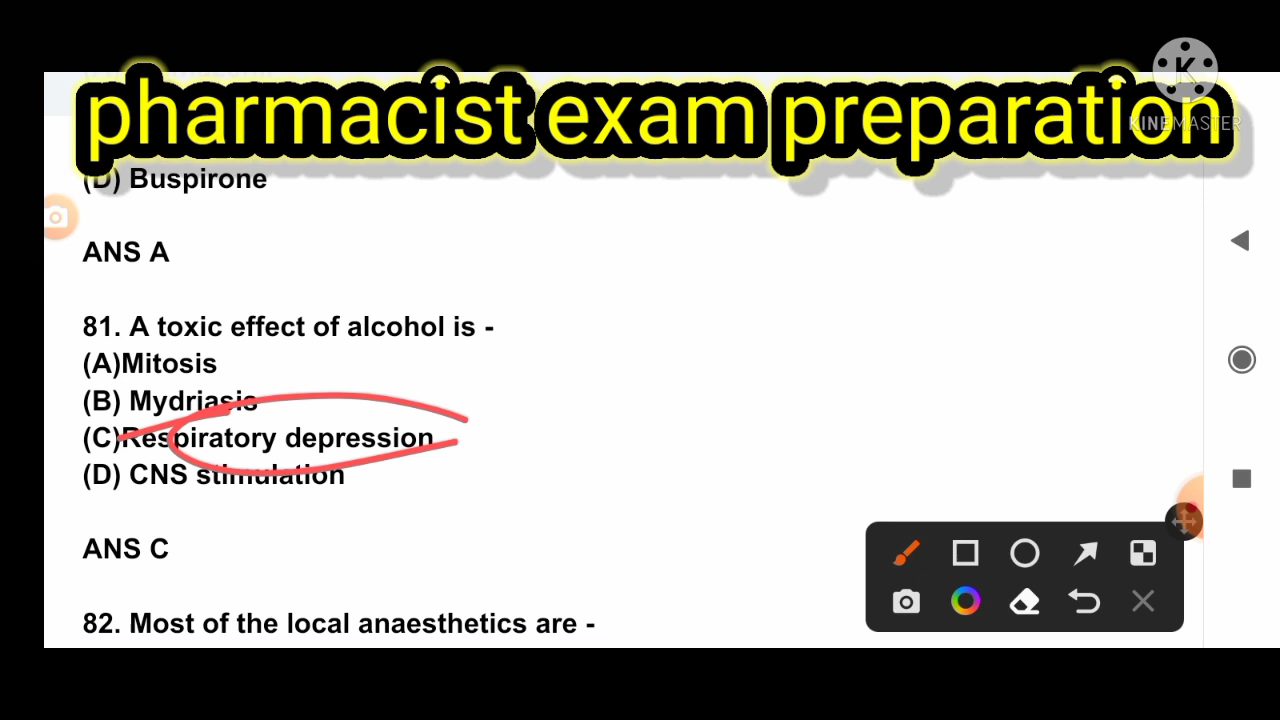 pharmacist exam preparation
KINEMASTER
(D) Buspirone
ANS A
81. A toxic effect of alcohol is -
(A)Mitosis
(B) Mydriasis
(C)Respiratory depression
(D) CNS stimulation
ANS C
82. Most of the local anaesthetics are -